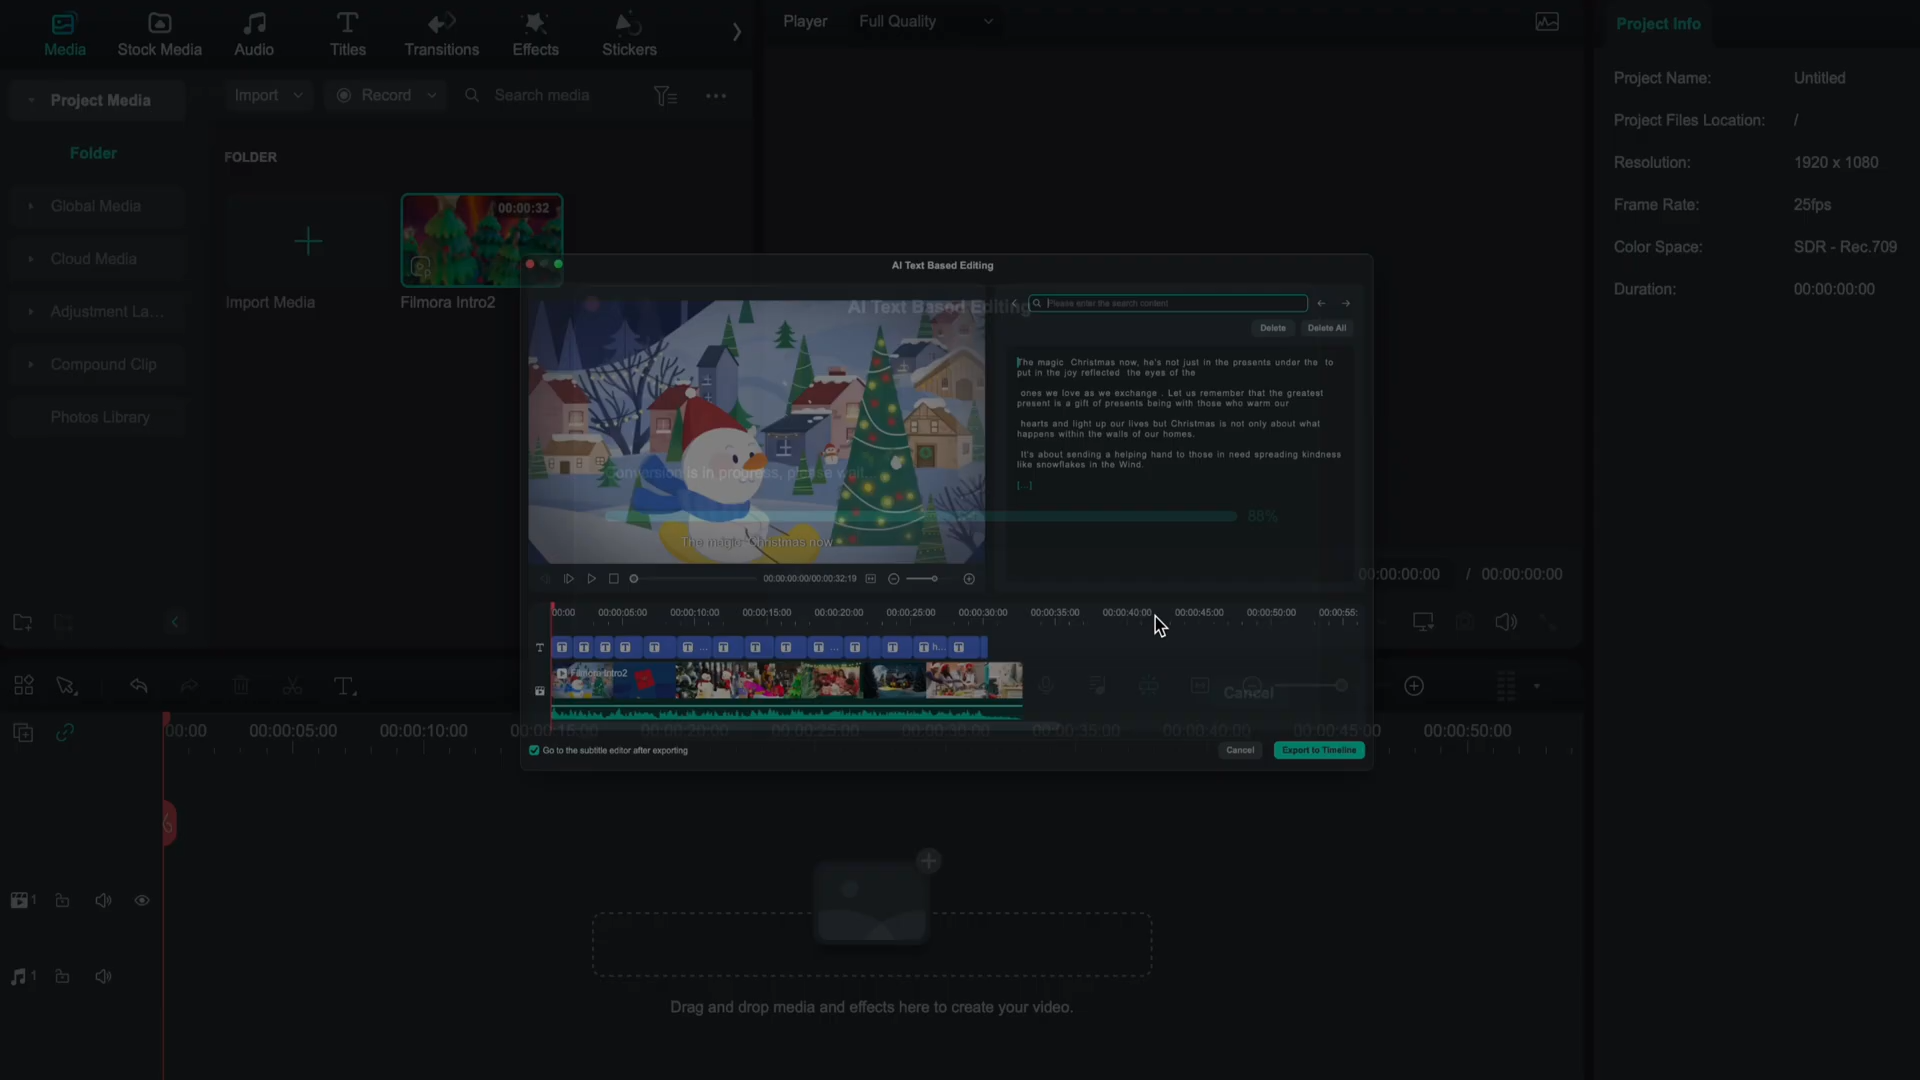 Media
Stock Media
Audio
Titles
Transitions
Effects
Stickers
Player
Full Quality
Project Info
Project Media
Import
Record
Search media
Folder
FOLDER
Global Media
Cloud Media
Adjustment La...
Compound Clip
Photos Library
Import Media
00:00:32
Filmora Intro2
Project Name:
Untitled
Project Files Location:
/
Resolution:
1920 x 1080
Frame Rate:
25fps
Color Space:
SDR - Rec.709
Duration:
00:00:00:00
AI Text Based Editing
AI Text Based Editing
Please enter the search content
Delete
Delete All
The magic Christmas now, he's not just in the presents under the to
put in the joy reflected the eyes of the
ones we love as we exchange . Let us remember that the greatest
present is a gift of presents being with those who warm our
hearts and light up our lives but Christmas is not only about what
happens within the walls of our homes.
It's about sending a helping hand to those in need spreading kindness
like snowflakes in the Wind.
[...]
Conversion is in progress, please wait...
88%
The magic Christmas now
00:00:00:00/00:00:32:19
00:00:00:00 / 00:00:00:00
00:00 00:00:05:00 00:00:10:00 00:00:15:00 00:00:20:00 00:00:25:00 00:00:30:00 00:00:35:00 00:00:40:00 00:00:45:00 00:00:50:00 00:00:55:
T T T T T T ... T T T T ... T T T h... T
Filmora Intro2
Cancel
00:00 00:00:05:00 00:00:10:00 00:00:15:00 00:00:20:00 00:00:25:00 00:00:30:00 00:00:35:00 00:00:40:00 00:00:45:00 00:00:50:00
Go to the subtitle editor after exporting
Cancel
Export to Timeline
1
1
Drag and drop media and effects here to create your video.